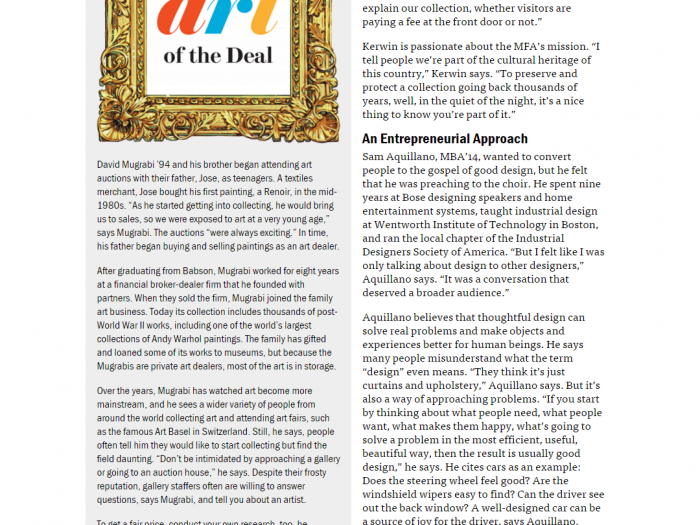 art
of the Deal
David Mugrabi ’94 and his brother began attending art
auctions with their father, Jose, as teenagers. A textiles
merchant, Jose bought his first painting, a Renoir, in the mid-
1980s. “As he started getting into collecting, he would bring
us to sales, so we were exposed to art at a very young age,”
says Mugrabi. The auctions “were always exciting.” In time,
his father began buying and selling paintings as an art dealer.
After graduating from Babson, Mugrabi worked for eight years
at a financial broker-dealer firm that he founded with
partners. When they sold the firm, Mugrabi joined the family
art business. Today its collection includes thousands of post-
World War II works, including one of the world’s largest
collections of Andy Warhol paintings. The family has gifted
and loaned some of its works to museums, but because the
Mugrabis are private art dealers, most of the art is in storage.
Over the years, Mugrabi has watched art become more
mainstream, and he sees a wider variety of people from
around the world collecting art and attending art fairs, such
as the famous Art Basel in Switzerland. Still, he says, people
often tell him they would like to start collecting but find the
field daunting. “Don’t be intimidated by approaching a gallery
or going to an auction house,” he says. Despite their frosty
reputation, gallery staffers often are willing to answer
questions, says Mugrabi, and tell you about an artist.
To get a fair price, conduct your own research, too, he
explain our collection, whether visitors are
paying a fee at the front door or not.”
Kerwin is passionate about the MFA’s mission. “I
tell people we’re part of the cultural heritage of
this country,” Kerwin says. “To preserve and
protect a collection going back thousands of
years, well, in the quiet of the night, it’s a nice
thing to know you’re part of it.”
An Entrepreneurial Approach
Sam Aquillano, MBA’14, wanted to convert
people to the gospel of good design, but he felt
that he was preaching to the choir. He spent nine
years at Bose designing speakers and home
entertainment systems, taught industrial design
at Wentworth Institute of Technology in Boston,
and ran the local chapter of the Industrial
Designers Society of America. “But I felt like I was
only talking about design to other designers,”
Aquillano says. “It was a conversation that
deserved a broader audience.”
Aquillano believes that thoughtful design can
solve real problems and make objects and
experiences better for human beings. He says
many people misunderstand what the term
“design” even means. “They think it’s just
curtains and upholstery,” Aquillano says. But it’s
also a way of approaching problems. “If you start
by thinking about what people need, what people
want, what makes them happy, what’s going to
solve a problem in the most efficient, useful,
beautiful way, then the result is usually good
design,” he says. He cites cars as an example:
Does the steering wheel feel good? Are the
windshield wipers easy to find? Can the driver see
out the back window? A well-designed car can be
a source of joy for the driver, says Aquillano.